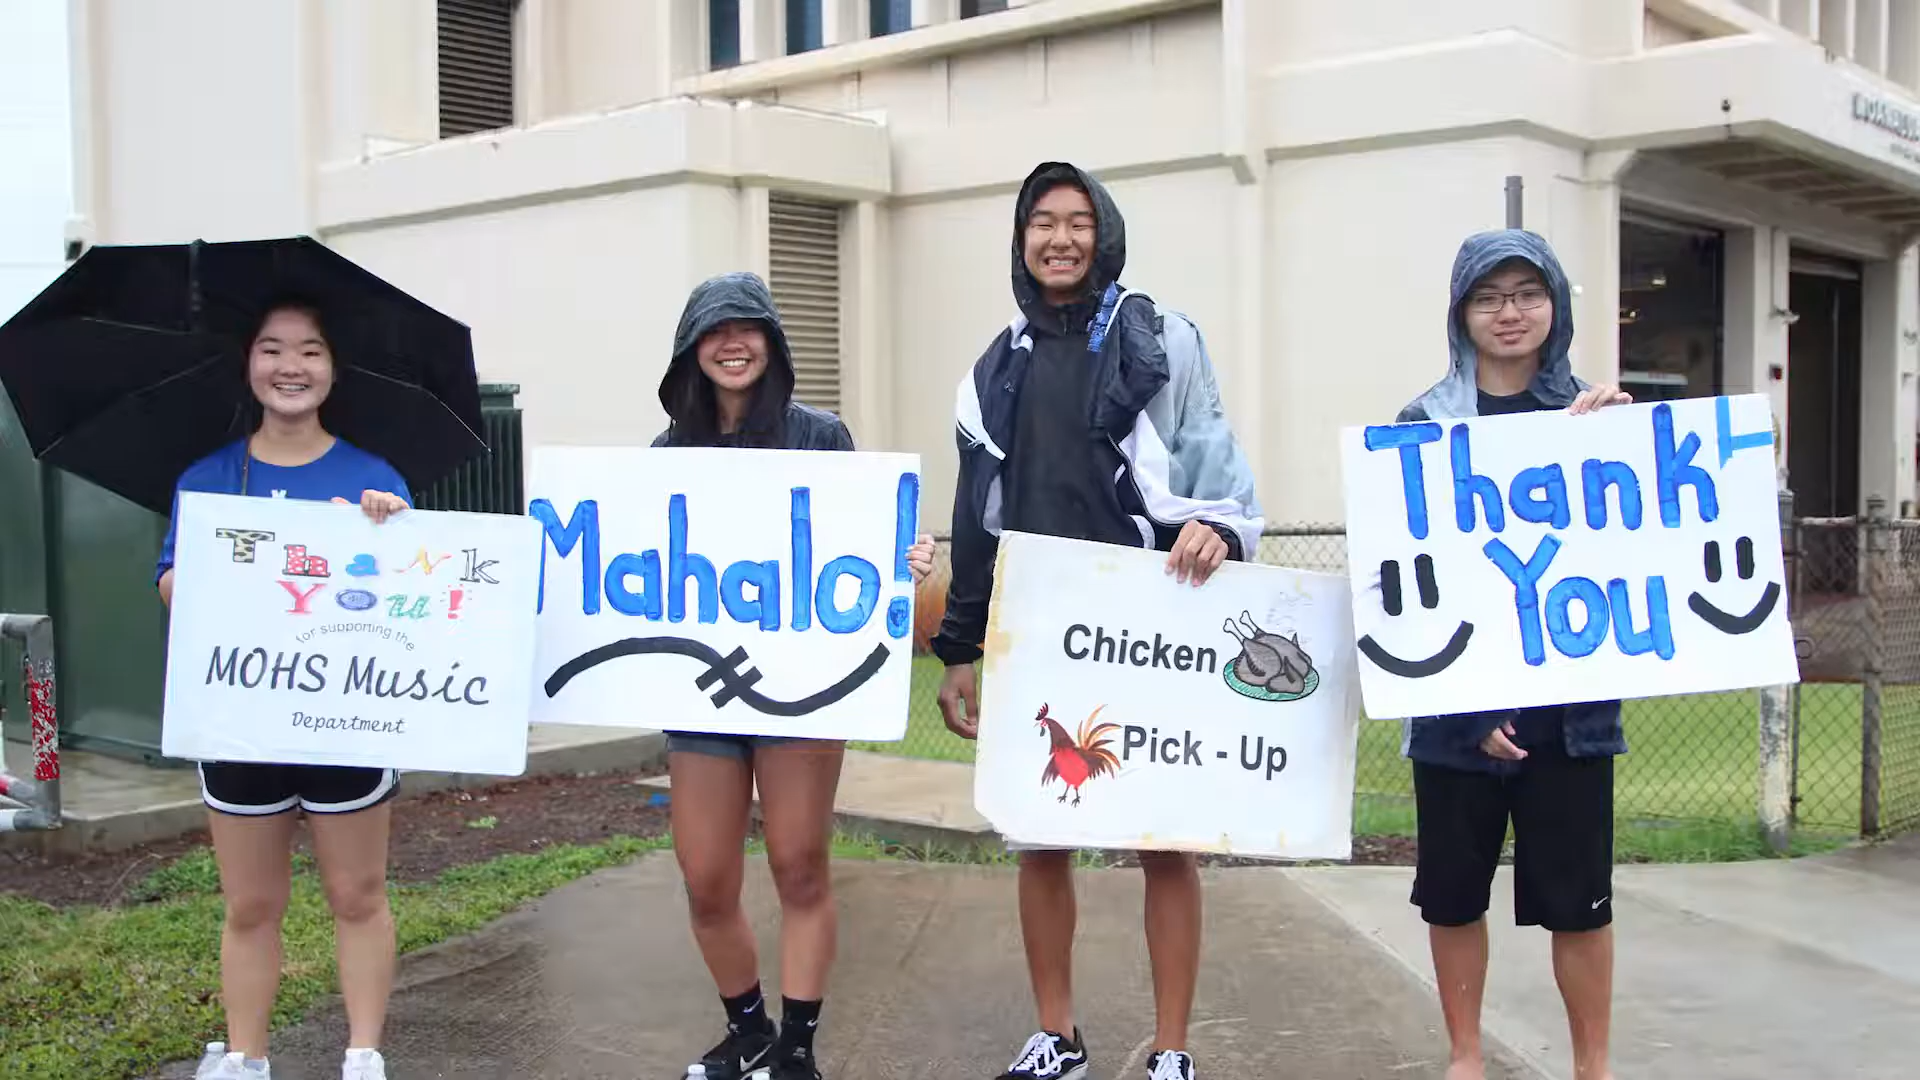 Thank
You!
for supporting the
MOHS Music
Department
Mahalo!
Chicken
Pick - Up
Thank
You